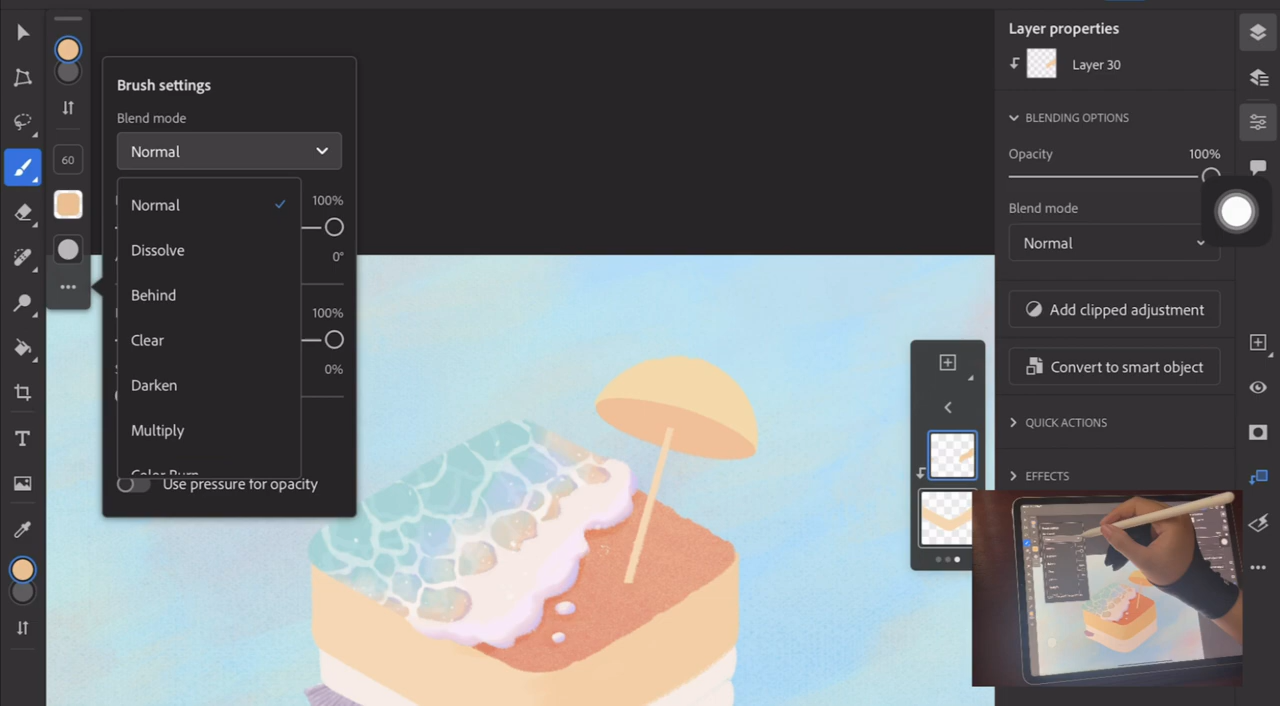 Layer properties
Layer 30
BLENDING OPTIONS
Opacity 100%
Blend mode
Normal
Add clipped adjustment
Convert to smart object
QUICK ACTIONS
EFFECTS
60
Brush settings
Blend mode
Normal
Normal
100%
Dissolve
0°
Behind
100%
Clear
0%
Darken
Multiply
Color Burn
Use pressure for opacity